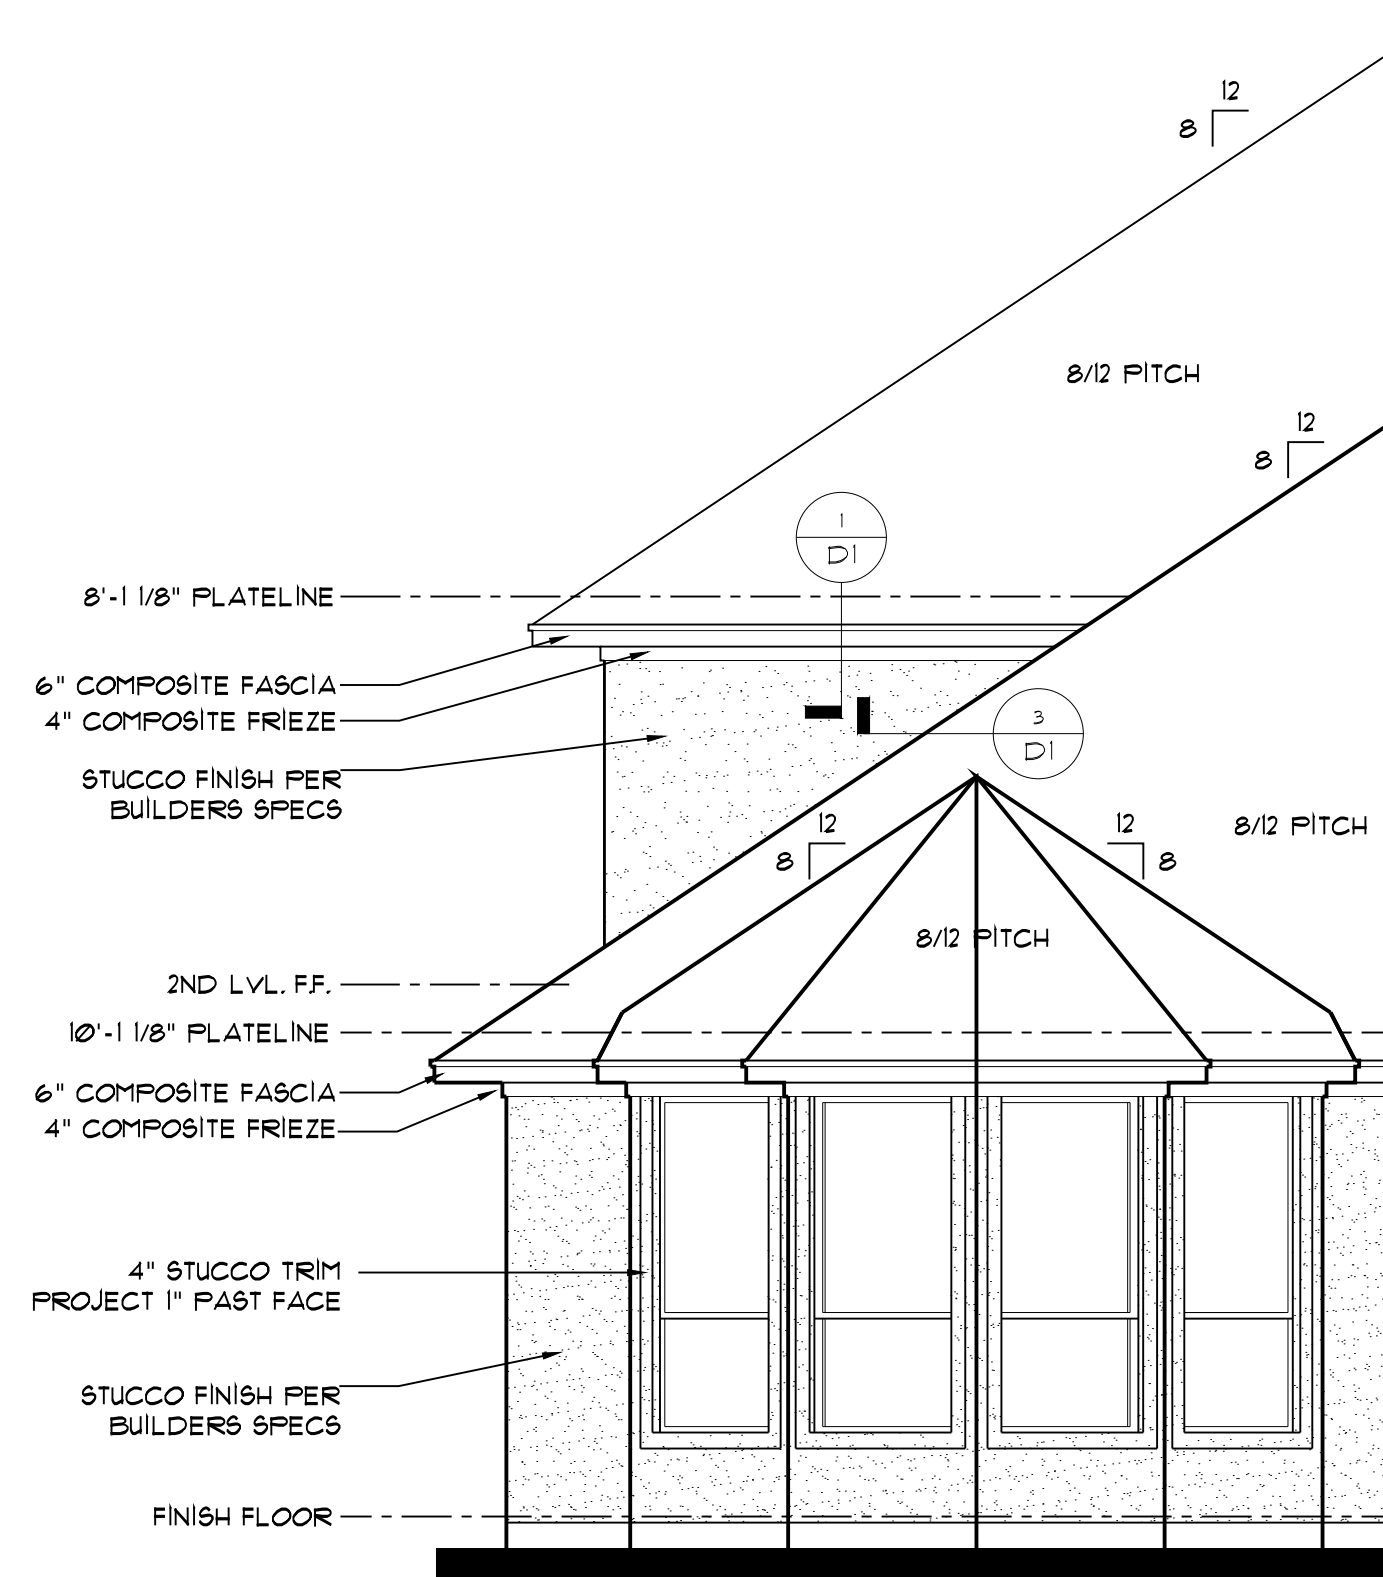 12
8
8/12 PITCH
12
8
1
D1
8'-1 1/8" PLATELINE
6" COMPOSITE FASCIA
4" COMPOSITE FRIEZE
3
D1
STUCCO FINISH PER
BUILDERS SPECS
12
8
12
8
8/12 PITCH
8/12 PITCH
2ND LVL. F.F.
10'-1 1/8" PLATELINE
6" COMPOSITE FASCIA
4" COMPOSITE FRIEZE
4" STUCCO TRIM
PROJECT 1" PAST FACE
STUCCO FINISH PER
BUILDERS SPECS
FINISH FLOOR